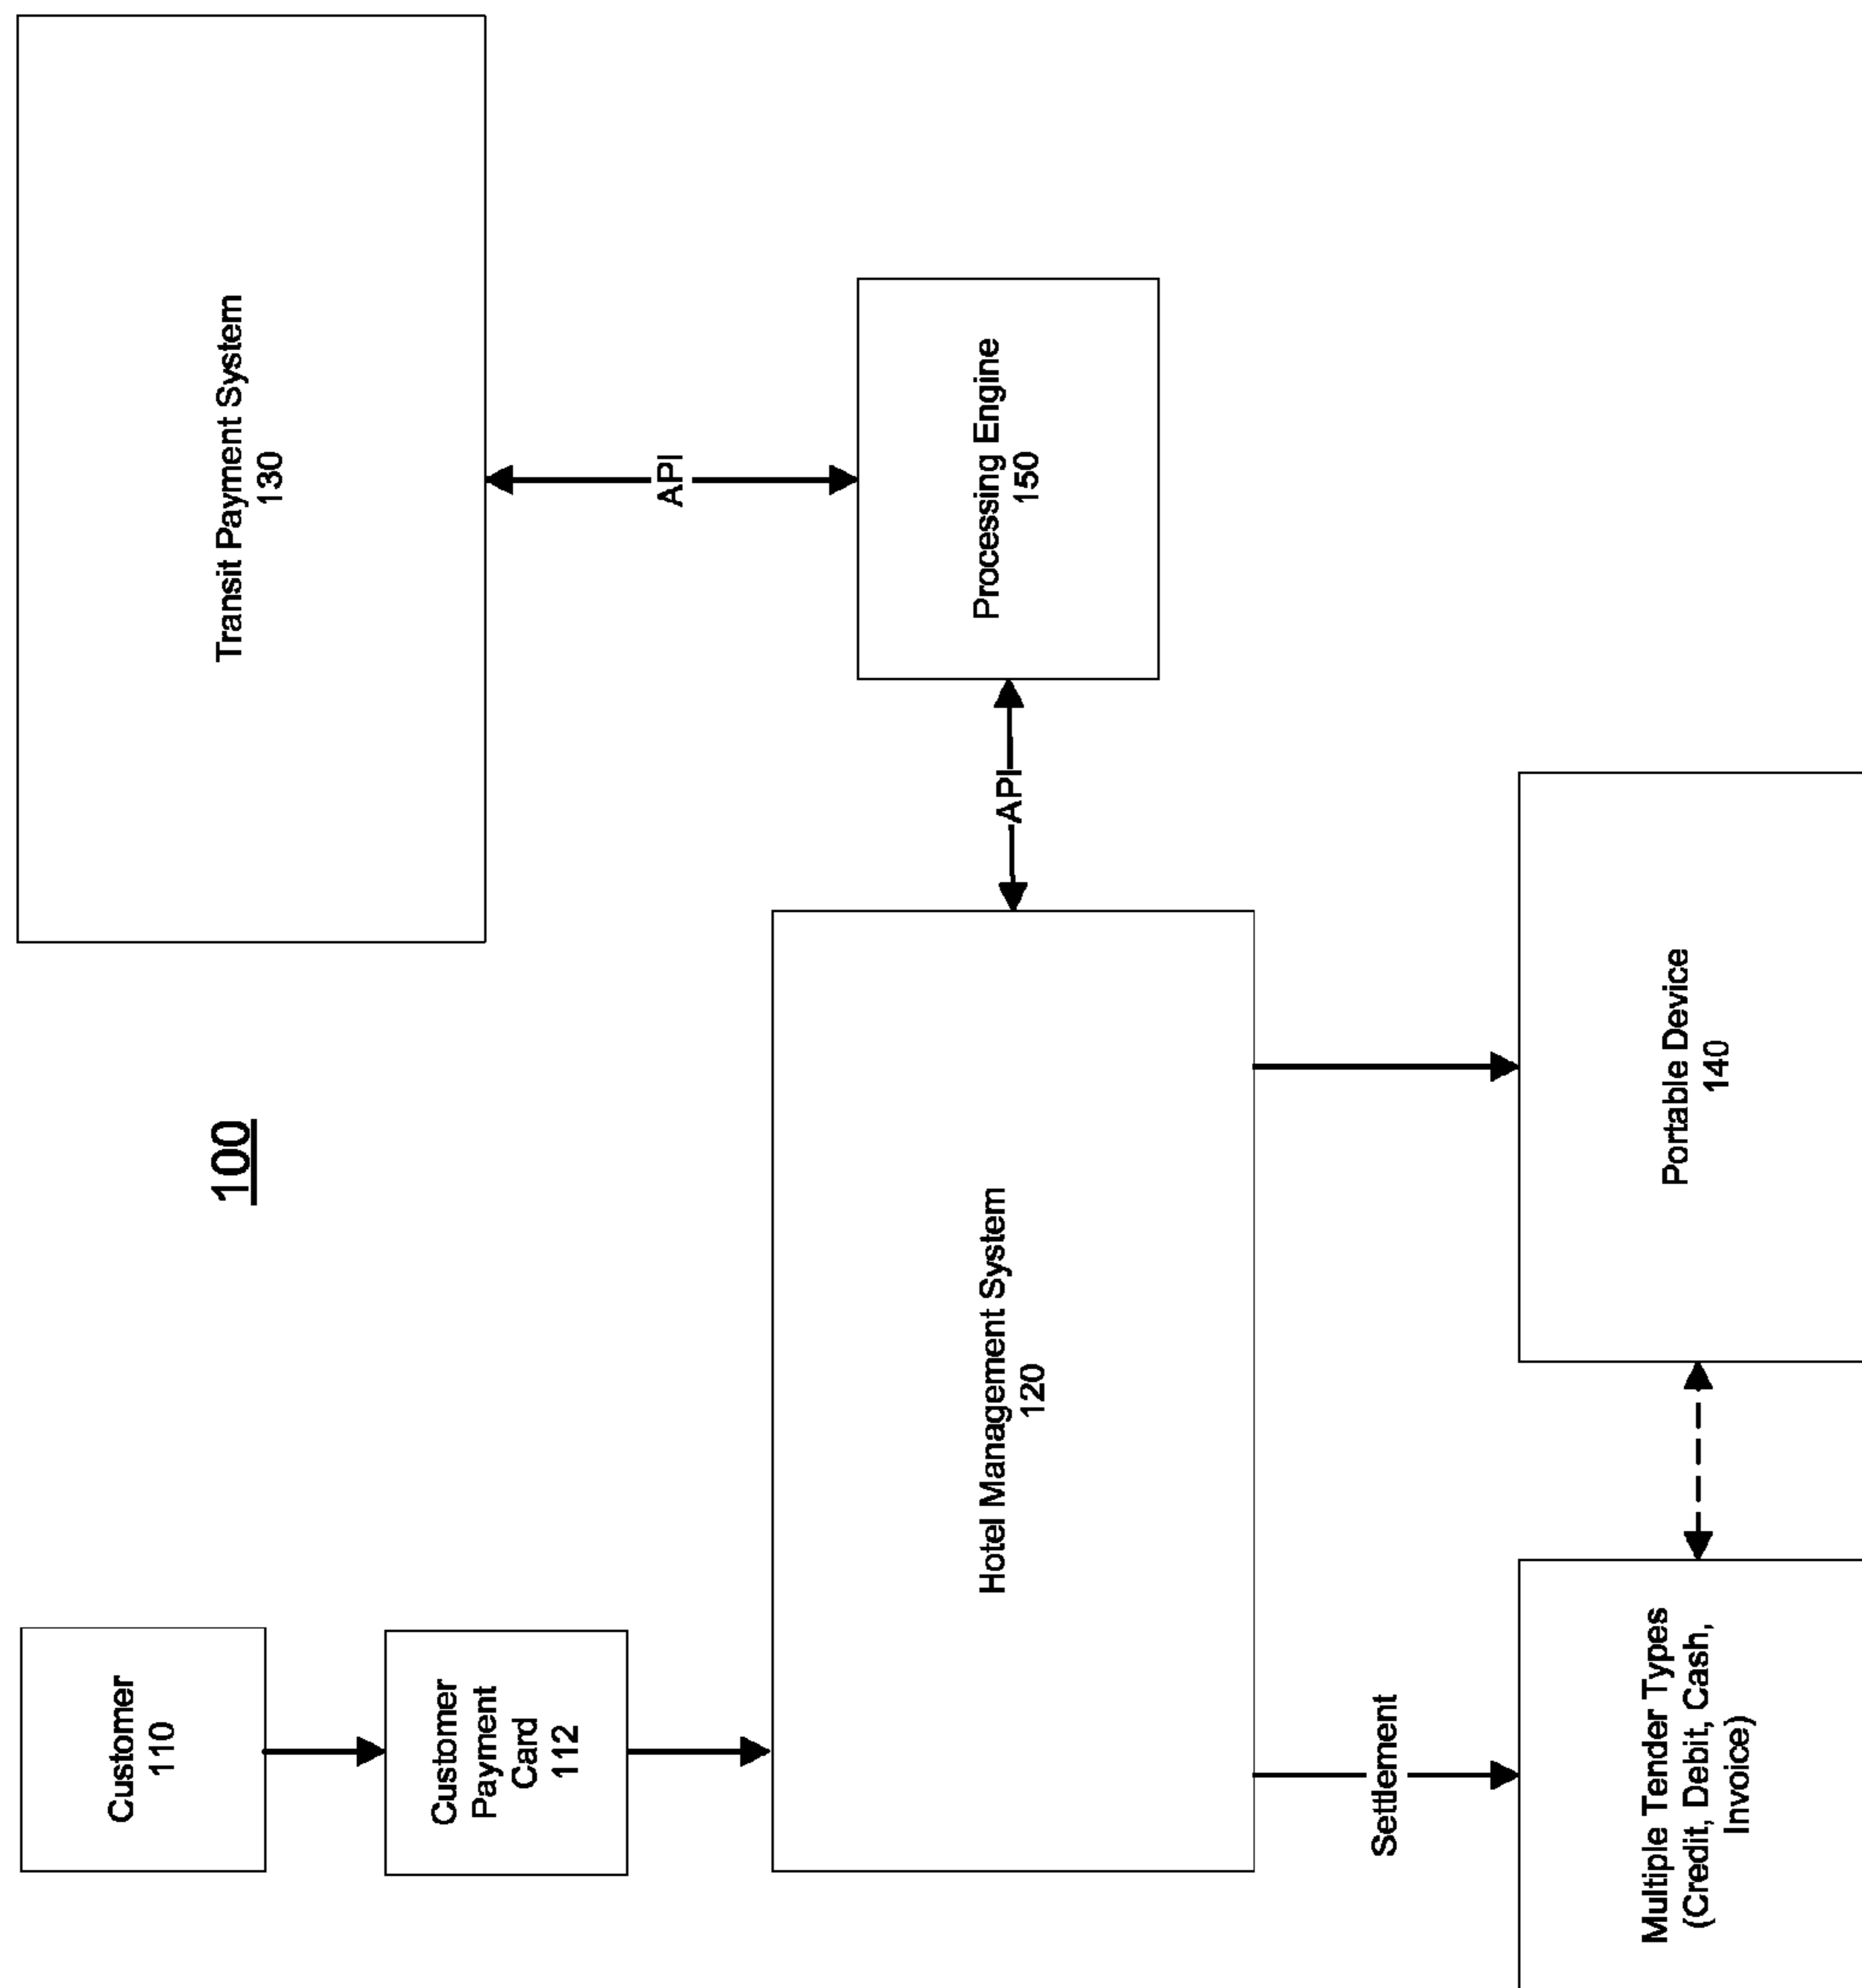 Customer
110
Customer
Payment
Card
112
100
Transit Payment System
130
API
Processing Engine
150
API
Hotel Management System
120
Settlement
Multiple Tender Types
(Credit, Debit, Cash,
Invoice)
Portable Device
140